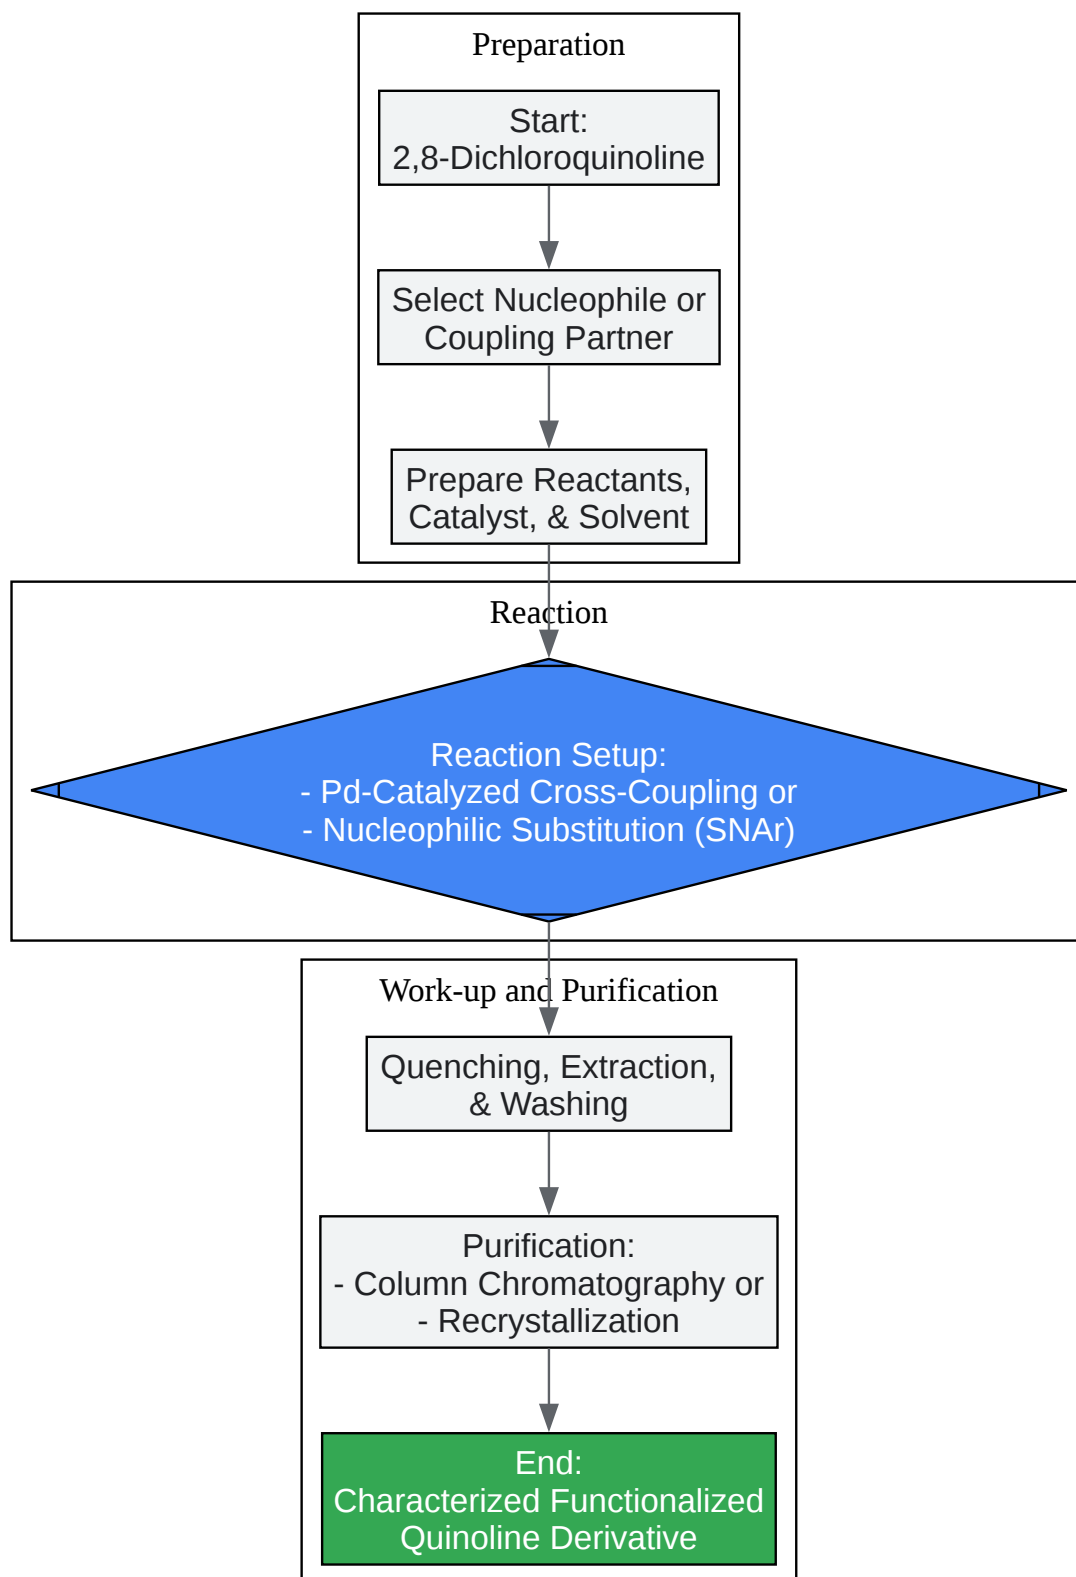 Preparation
Start:
2,8-Dichloroquinoline
Select Nucleophile or
Coupling Partner
Prepare Reactants,
Catalyst, & Solvent
Reaction
Reaction Setup:
- Pd-Catalyzed Cross-Coupling or
- Nucleophilic Substitution (SNAr)
Work-up and Purification
Quenching, Extraction,
& Washing
Purification:
- Column Chromatography or
- Recrystallization
End:
Characterized Functionalized
Quinoline Derivative